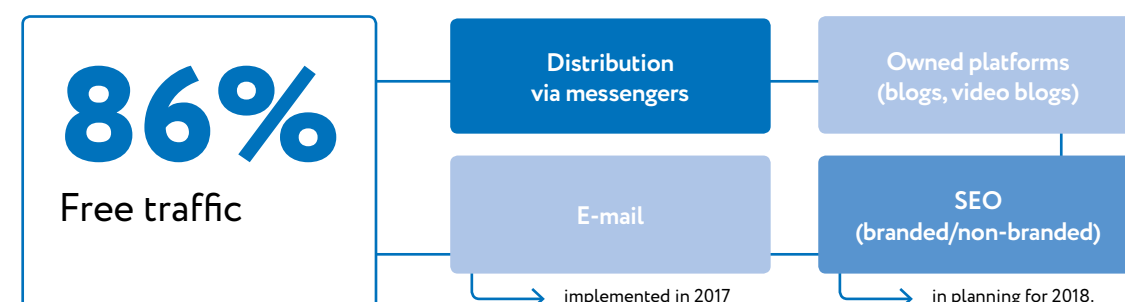 86%
Free traffic
Distribution
via messengers
Owned platforms
(blogs, video blogs)
E-mail
SEO
(branded/non-branded)
implemented in 2017
in planning for 2018.